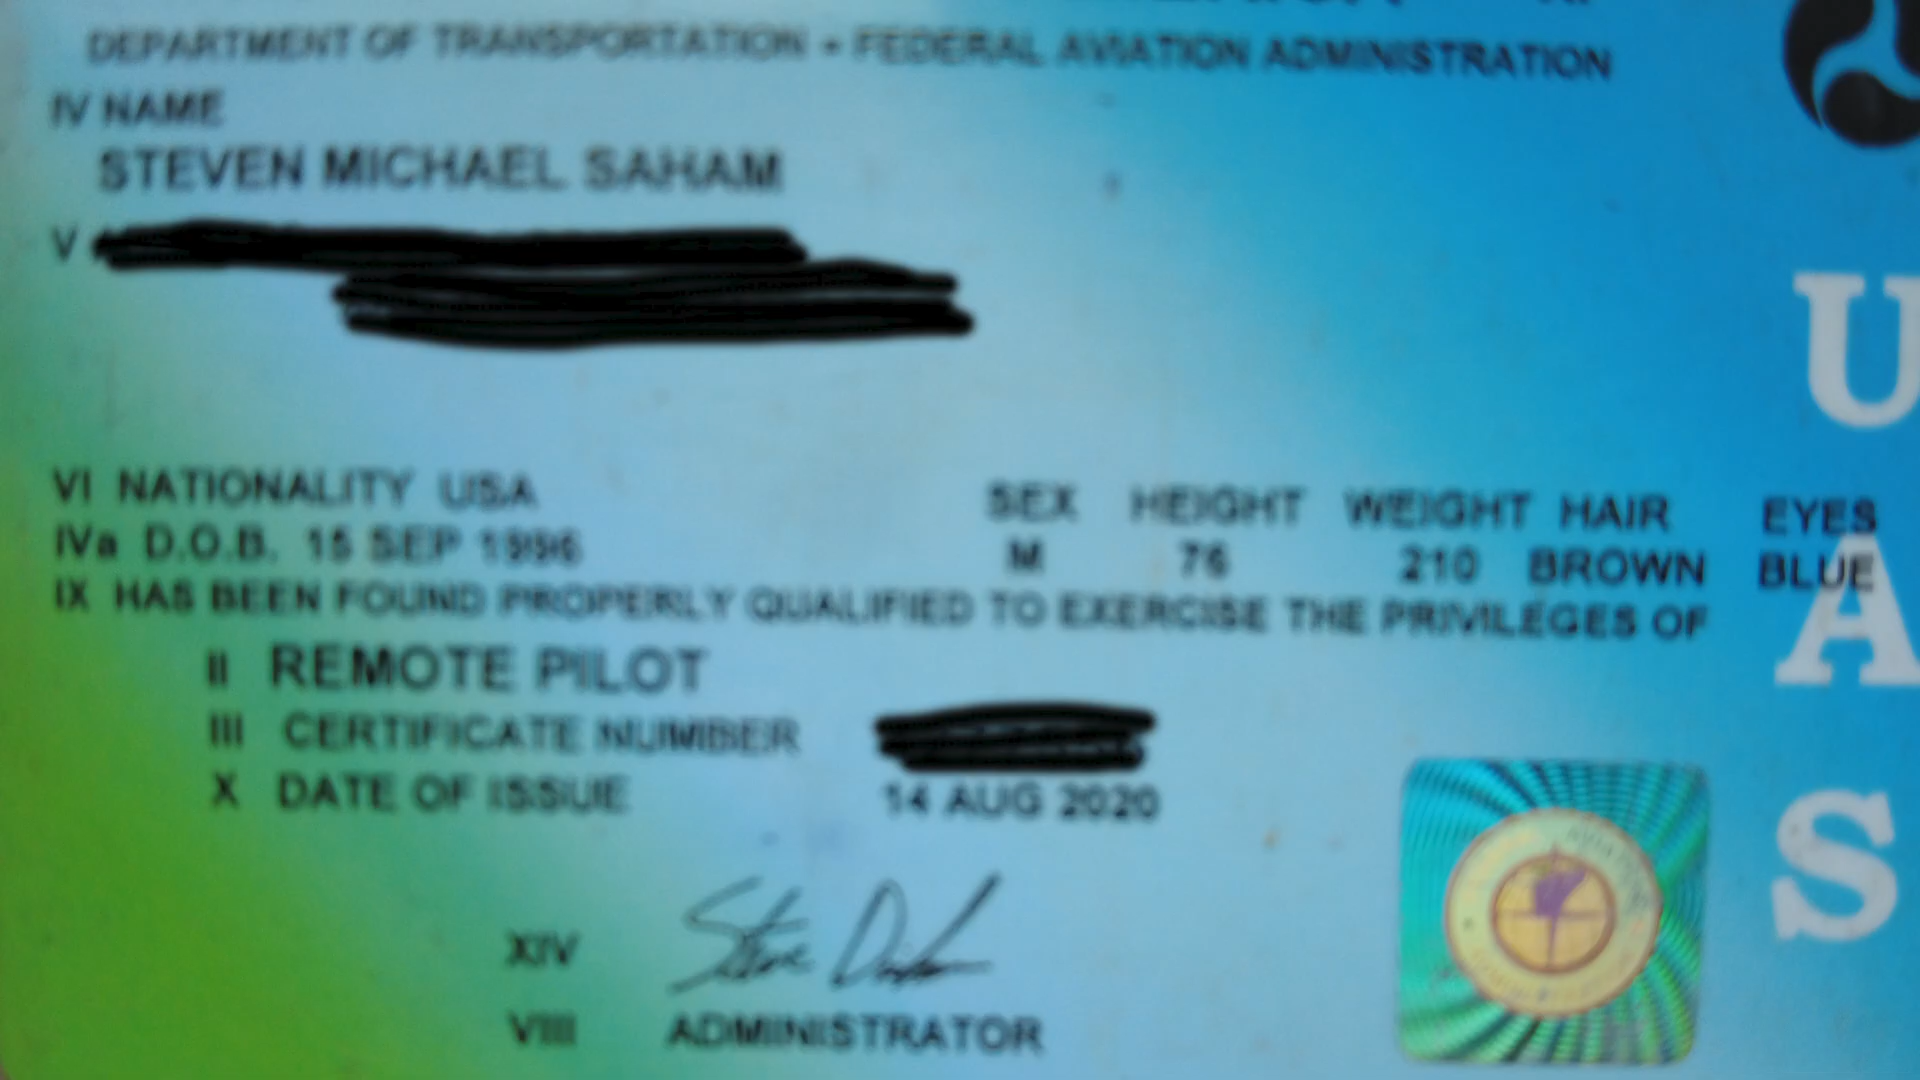 DEPARTMENT OF TRANSPORTATION • FEDERAL AVIATION ADMINISTRATION
IV NAME
STEVEN MICHAEL SAHAM
V
VI NATIONALITY USA
IVa D.O.B. 15 SEP 1996
SEX HEIGHT WEIGHT HAIR EYES
M 76 210 BROWN BLUE
IX HAS BEEN FOUND PROPERLY QUALIFIED TO EXERCISE THE PRIVILEGES OF
II REMOTE PILOT
III CERTIFICATE NUMBER
X DATE OF ISSUE 14 AUG 2020
XIV
VIII ADMINISTRATOR
UAS